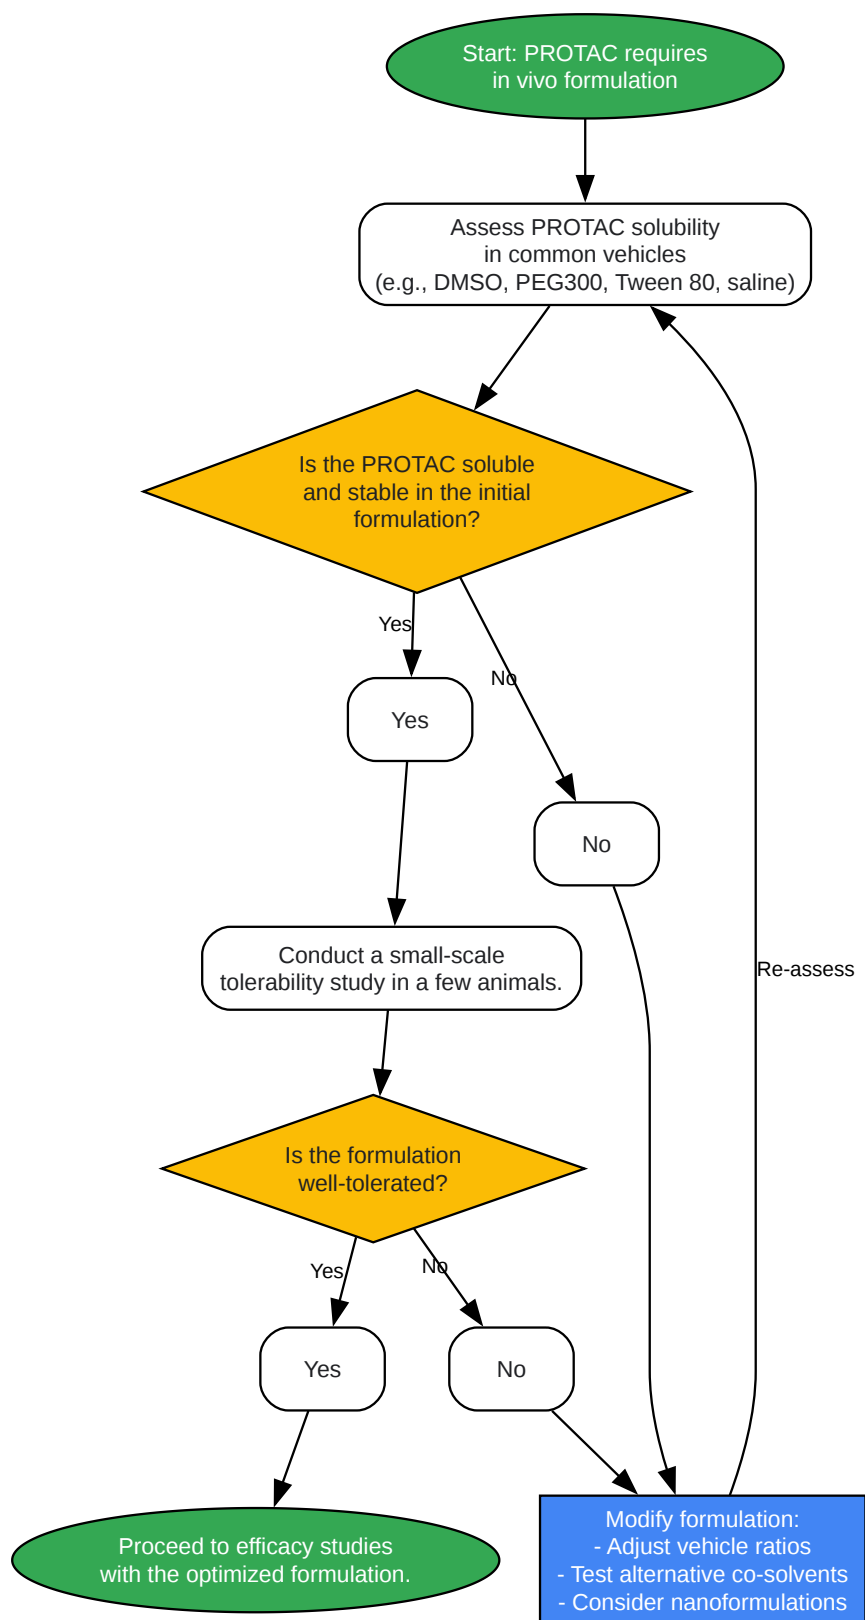 Start: PROTAC requires
in vivo formulation
Assess PROTAC solubility
in common vehicles
(e.g., DMSO, PEG300, Tween 80, saline)
Is the PROTAC soluble
and stable in the initial
formulation?
Yes
No
Yes
No
Conduct a small-scale
tolerability study in a few animals.
Re-assess
Is the formulation
well-tolerated?
Yes
No
Yes
No
Proceed to efficacy studies
with the optimized formulation.
Modify formulation:
- Adjust vehicle ratios
- Test alternative co-solvents
- Consider nanoformulations